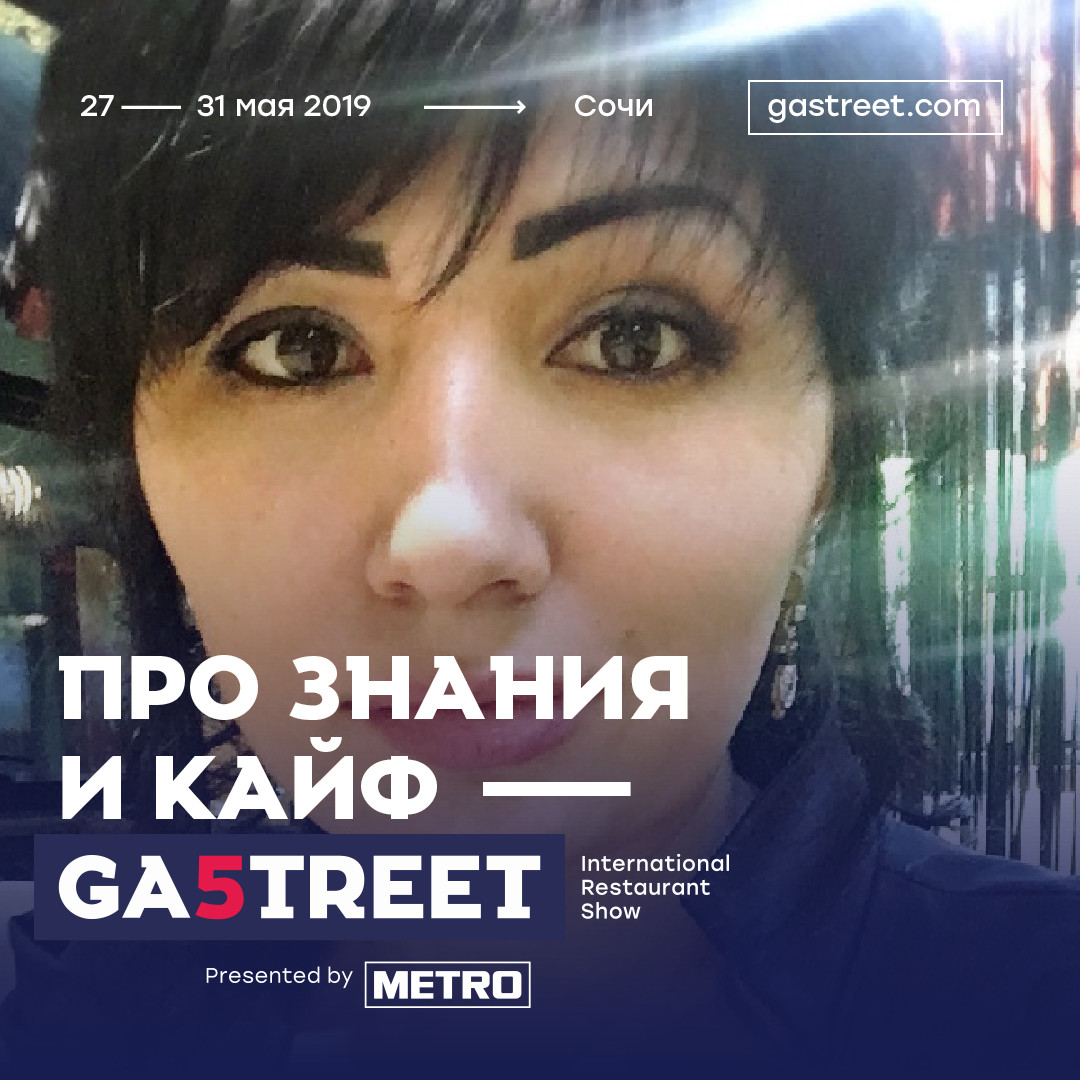 27 — 31 мая 2019 → Сочи gastreet.com
ПРО ЗНАНИЯ
И КАЙФ —
GA5TREET
International
Restaurant
Show
Presented by METRO